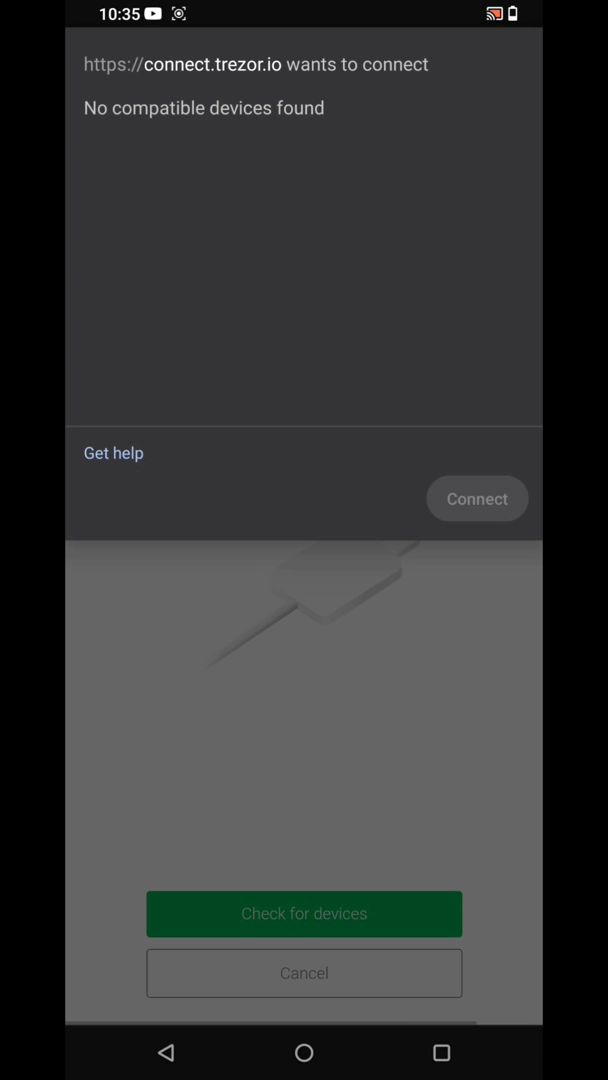 10:35
https://connect.trezor.io wants to connect
No compatible devices found
Get help
Connect
Check for devices
Cancel